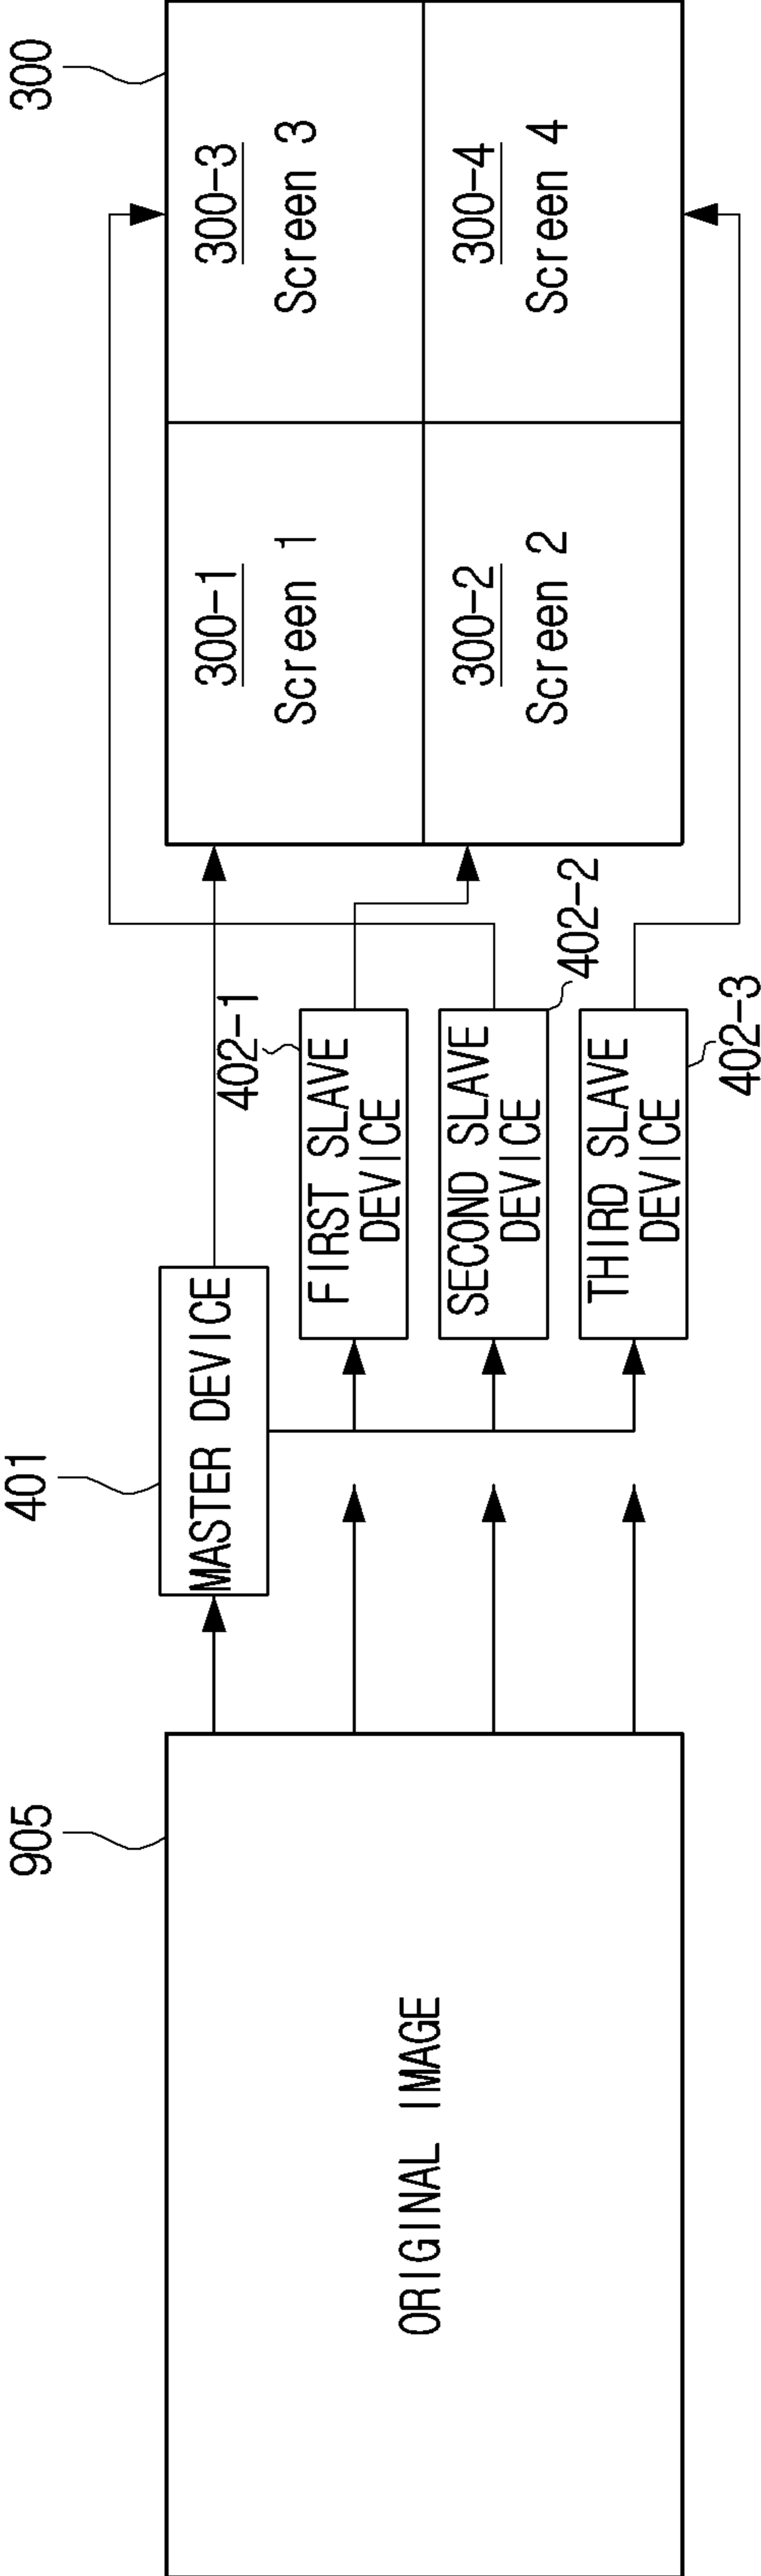 905
ORIGINAL IMAGE
401
MASTER DEVICE
402-1
FIRST SLAVE
DEVICE
SECOND SLAVE
DEVICE
402-2
THIRD SLAVE
DEVICE
402-3
300
300-1
Screen 1
300-3
Screen 3
300-2
Screen 2
300-4
Screen 4